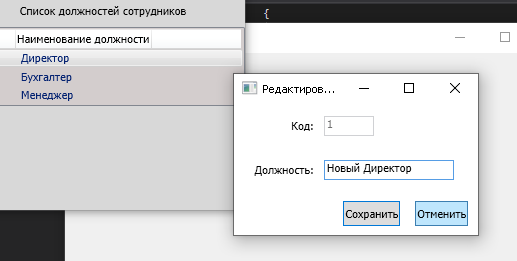 Список должностей сотрудников
{
Наименование должности
Директор
Бухгалтер
Менеджер
Редактиров...
Код: 1
Должность: Новый Директор
Сохранить Отменить